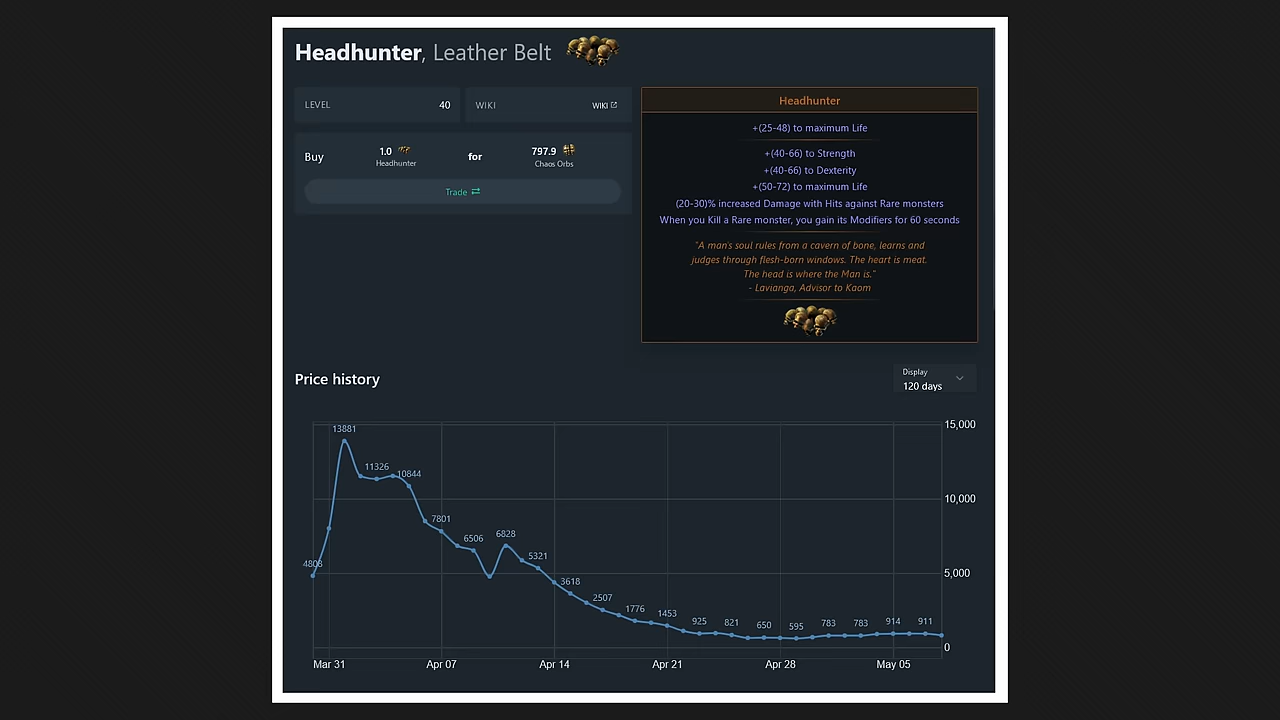 Headhunter, Leather Belt
LEVEL 40
WIKI WIKI
Buy 1.0 Headhunter for 797.9 Chaos Orbs
Trade
Headhunter
+(25-48) to maximum Life
+(40-66) to Strength
+(40-66) to Dexterity
+(50-72) to maximum Life
(20-30)% increased Damage with Hits against Rare monsters
When you Kill a Rare monster, you gain its Modifiers for 60 seconds
"A man's soul rules from a cavern of bone, learns and
judges through flesh-born windows. The heart is meat.
The head is where the Man is."
- Lavianga, Advisor to Kaom
Price history
Display
120 days
13881
11326
10844
4808
7801
6506
6828
5321
3618
2507
1776
1453
925
821
650
595
783
783
914
911
15,000
10,000
5,000
0
Mar 31 Apr 07 Apr 14 Apr 21 Apr 28 May 05